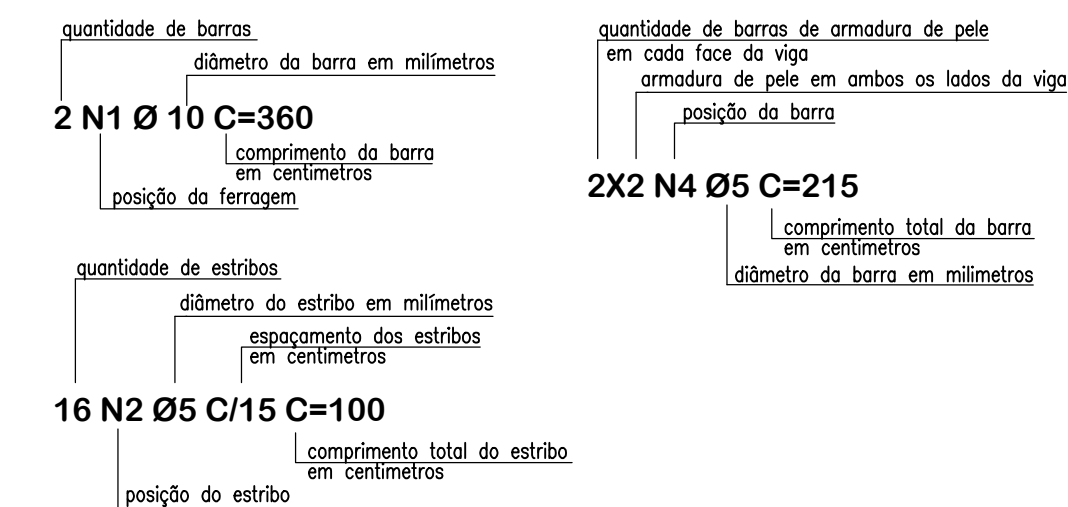 quantidade de barras
diâmetro da barra em milímetros
2 N1 Ø 10 C=360
comprimento da barra
em centimetros
posição da ferragem
quantidade de estribos
diâmetro do estribo em milímetros
espaçamento dos estribos
em centimetros
16 N2 Ø5 C/15 C=100
comprimento total do estribo
em centimetros
posição do estribo
quantidade de barras de armadura de pele
em cada face da viga
armadura de pele em ambos os lados da viga
posição da barra
2X2 N4 Ø5 C=215
comprimento total da barra
em centimetros
diâmetro da barra em milimetros